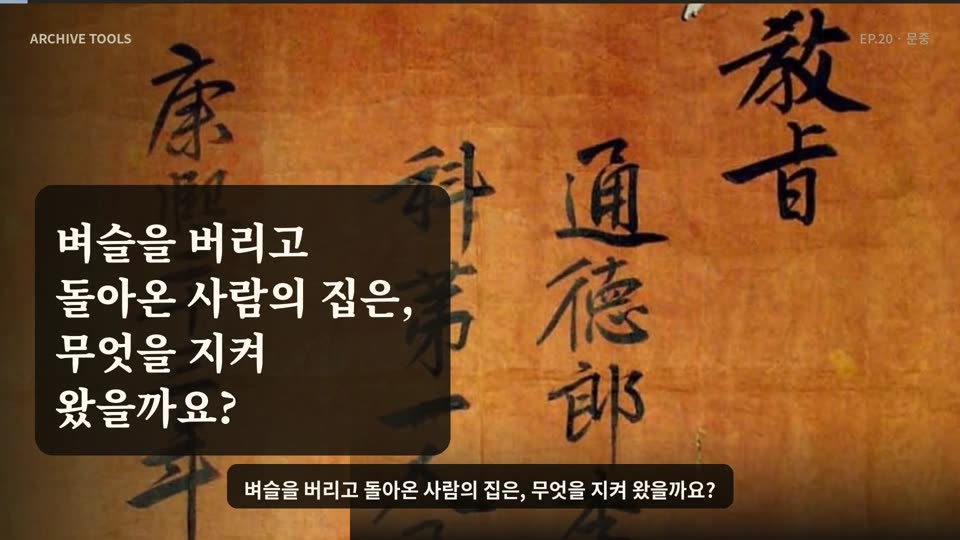 ARCHIVE TOOLS
EP.20 · 문중
敎旨
通德郎
科第一
康熙
年
벼슬을 버리고
돌아온 사람의 집은,
무엇을 지켜
왔을까요?
벼슬을 버리고 돌아온 사람의 집은, 무엇을 지켜 왔을까요?